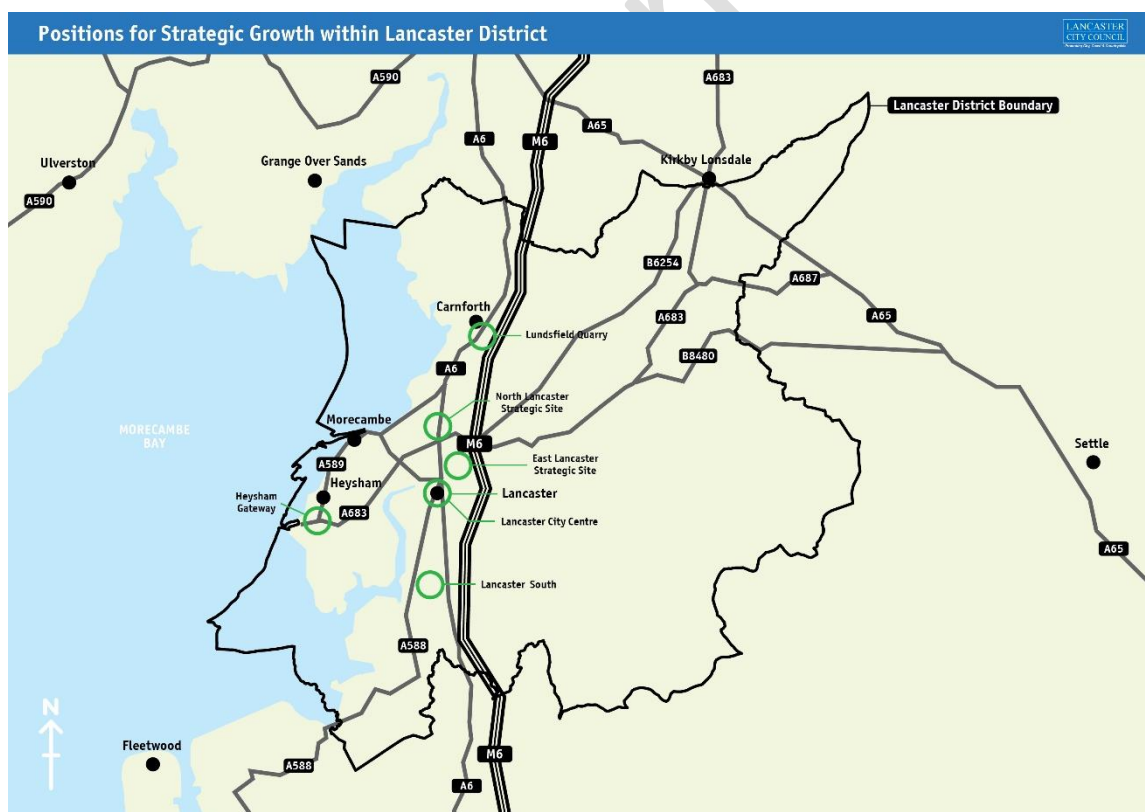 Positions for Strategic Growth within Lancaster District
LANCASTER
CITY COUNCIL
A590
A683
Lancaster District Boundary
A6
M6
A65
Ulverston
Grange Over Sands
Kirkby Lonsdale
A590
B6254
A687
Carnforth
A683
A65
Lundsfield Quarry
B8480
A6
North Lancaster
Strategic Site
Morecambe
MORECAMBE
BAY
M6
Settle
A589
East Lancaster
Strategic Site
Heysham
Lancaster
Heysham
Gateway
A683
Lancaster City Centre
A65
Lancaster South
A588
N
Fleetwood
M6
A588
A6